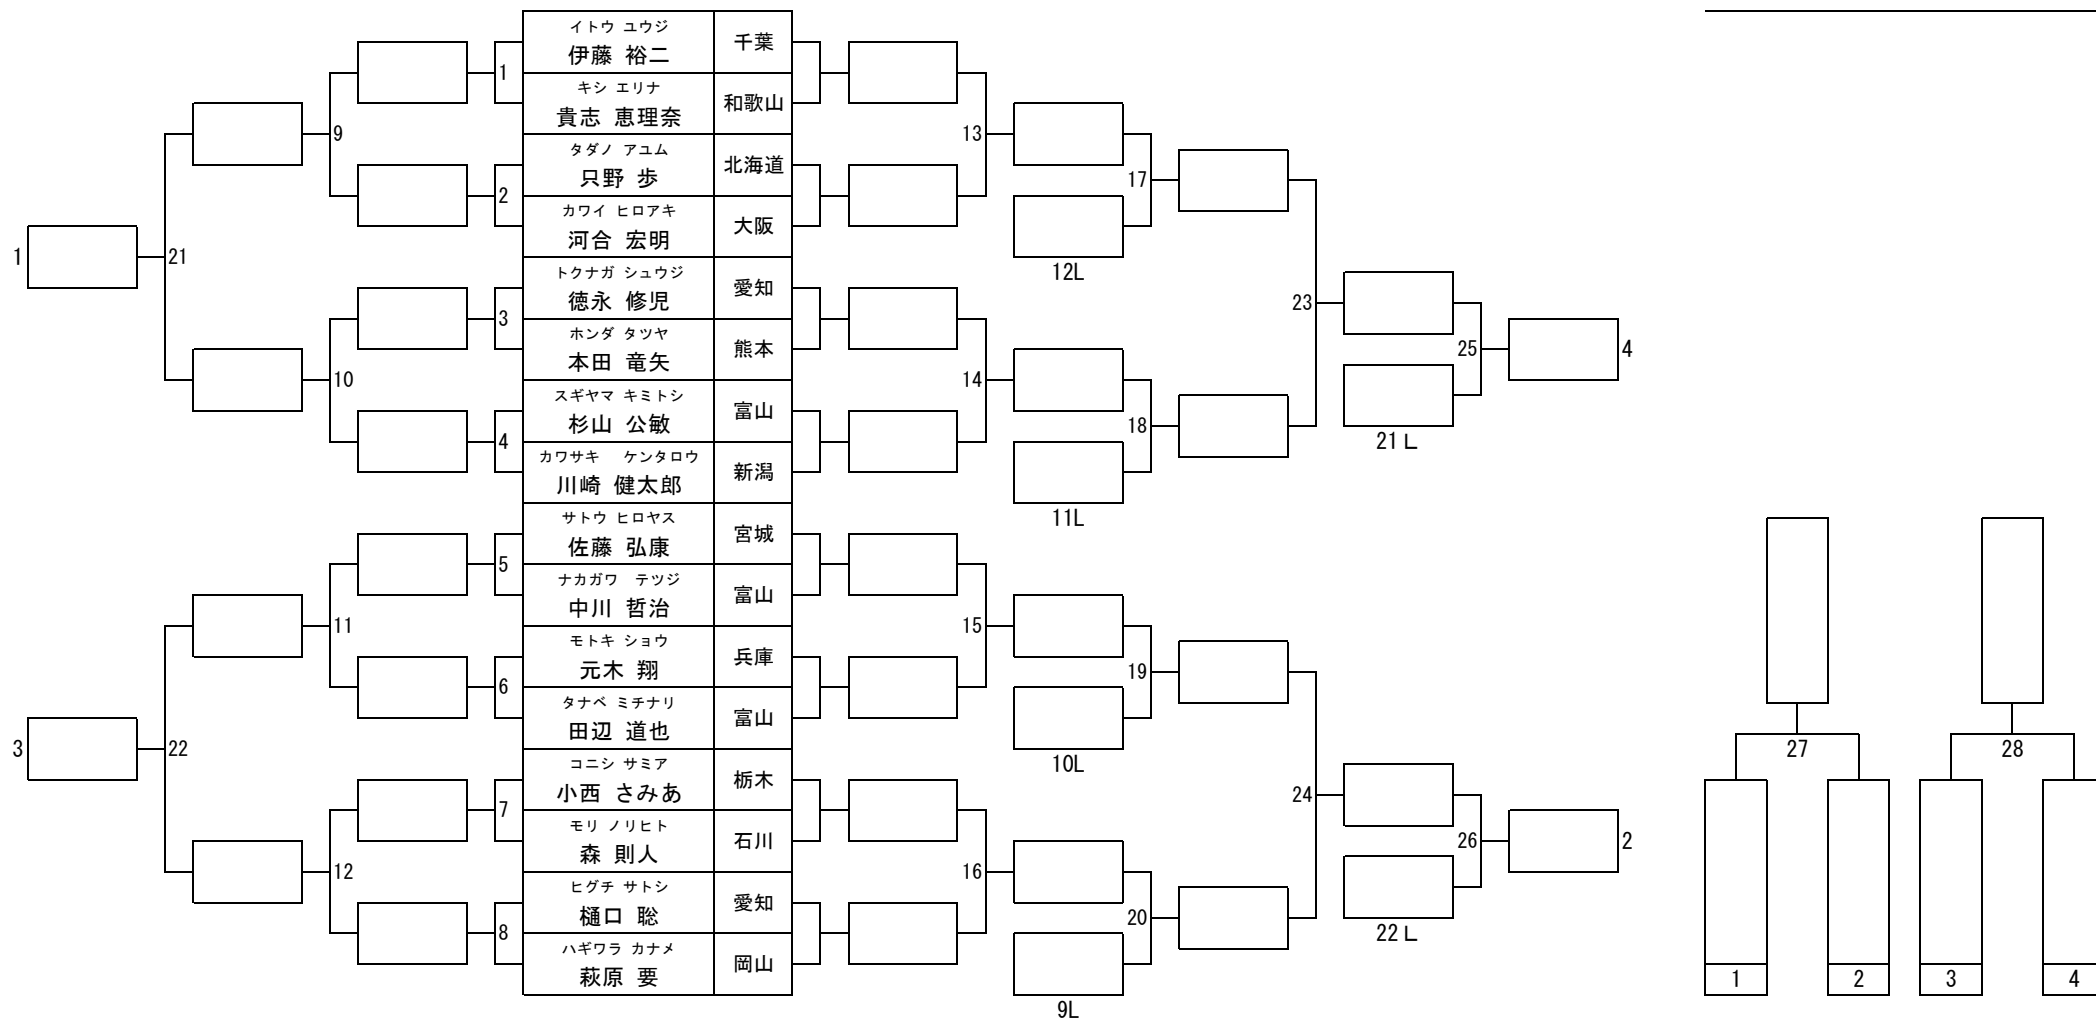 イトウ ユウジ
伊藤 裕二 千葉
1
キシ エリナ
貴志 恵理奈 和歌山
9 13
タダノ アユム
只野 歩 北海道
2 17
カワイ ヒロアキ
河合 宏明 大阪
1 21
12L
トクナガ シュウジ
徳永 修児 愛知
3 23
ホンダ タツヤ
本田 竜矢 熊本
25 4
10 14
スギヤマ キミトシ
杉山 公敏 富山
4 18
21 L
カワサキ ケンタロウ
川崎 健太郎 新潟
11L
サトウ ヒロヤス
佐藤 弘康 宮城
5
ナカガワ テツジ
中川 哲治 富山
11 15
モトキ ショウ
元木 翔 兵庫
6 19
タナベ ミチナリ
田辺 道也 富山
3 22
27 28
10L
コニシ サミア
小西 さみあ 栃木
7 24
モリ ノリヒト
森 則人 石川
26 2
12 16
ヒグチ サトシ
樋口 聡 愛知
8 20
22 L
ハギワラ カナメ
萩原 要 岡山
1 2 3 4
9L